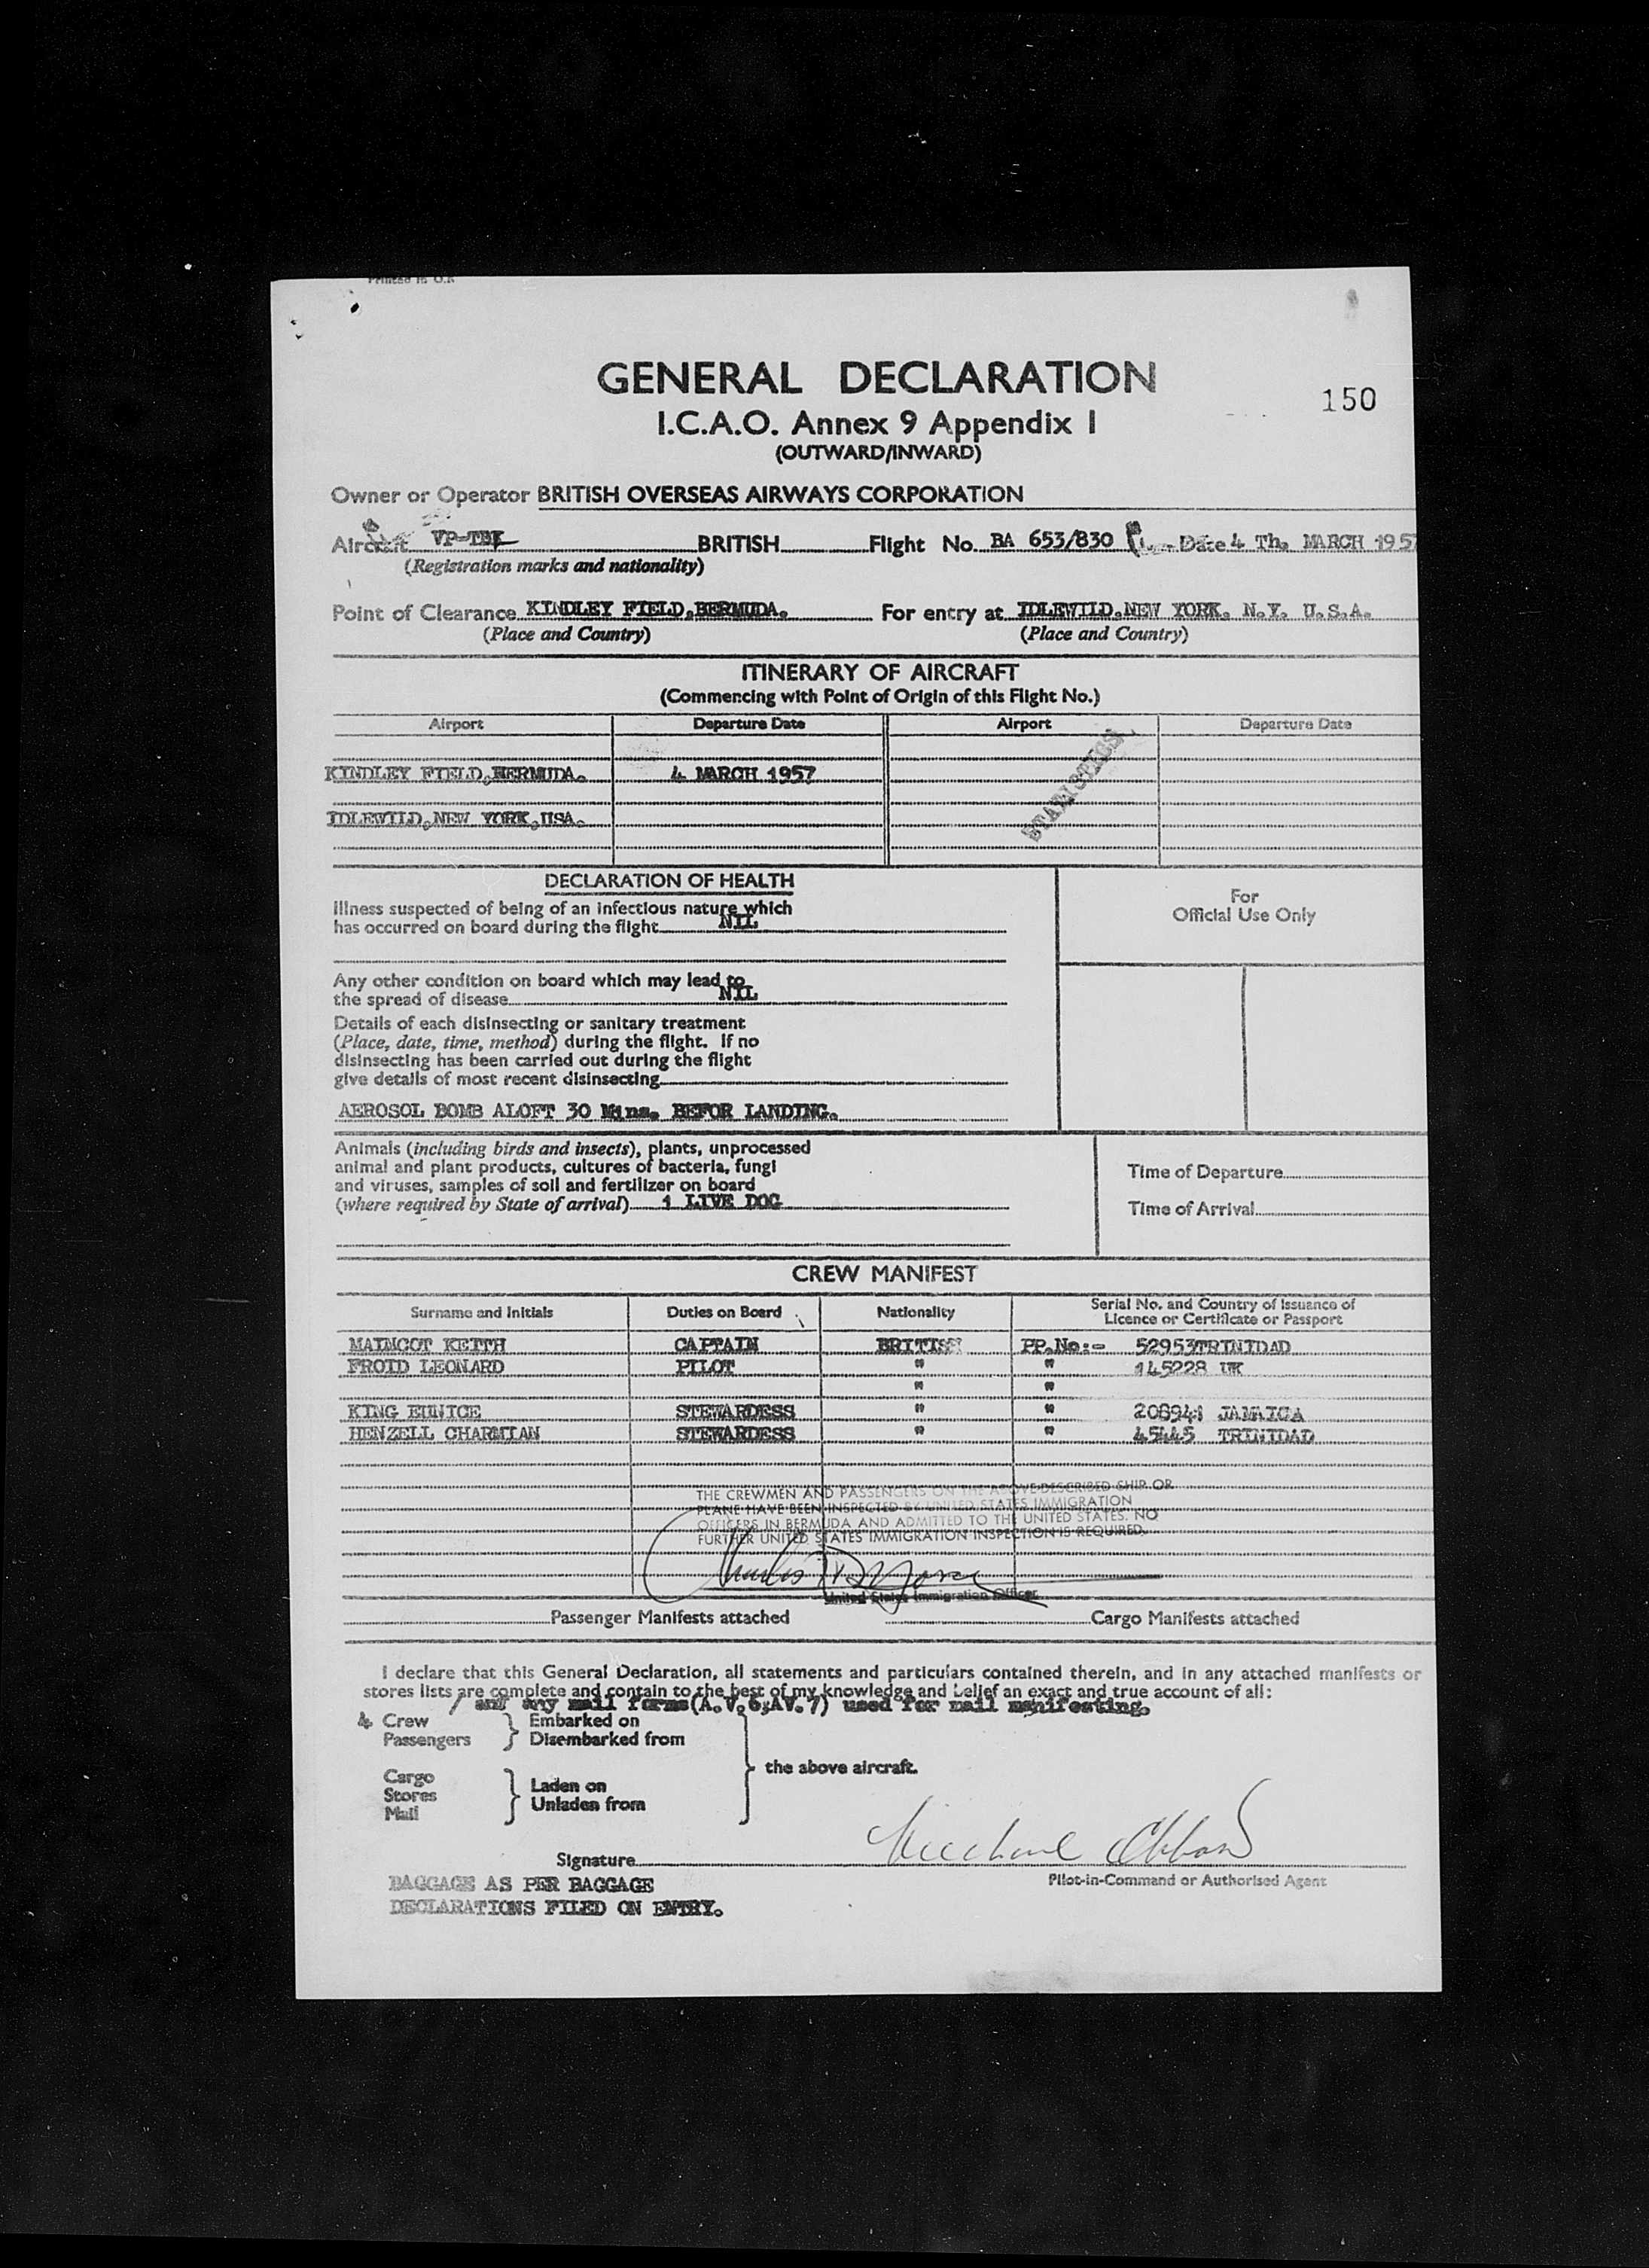 Printed in U.K
GENERAL DECLARATION
150
I.C.A.O. Annex 9 Appendix I
(OUTWARD/INWARD)
Owner or Operator BRITISH OVERSEAS AIRWAYS CORPORATION
Aircraft VP-TBK BRITISH Flight No. BA 653/830 Date 4 Th. MARCH 1957
(Registration marks and nationality)
Point of Clearance KINDLEY FIELD,BERMUDA. For entry at IDLEWILD,NEW YORK. N.Y. U.S.A.
(Place and Country) (Place and Country)
ITINERARY OF AIRCRAFT
(Commencing with Point of Origin of this Flight No.)
Airport Departure Date Airport Departure Date
STATISTICS
KINDLEY FIELD,BERMUDA. 4 MARCH 1957
IDLEWILD,NEW YORK,USA.
DECLARATION OF HEALTH
Illness suspected of being of an infectious nature which
has occurred on board during the flight NIL
For
Official Use Only
Any other condition on board which may lead to
the spread of disease NIL
Details of each disinsecting or sanitary treatment
(Place, date, time, method) during the flight. If no
disinsecting has been carried out during the flight
give details of most recent disinsecting
AEROSOL BOMB ALOFT 30 Mins. BEFOR LANDING.
Animals (including birds and insects), plants, unprocessed
animal and plant products, cultures of bacteria, fungi
and viruses, samples of soil and fertilizer on board
(where required by State of arrival) 1 LIVE DOG
Time of Departure
Time of Arrival
CREW MANIFEST
Surname and Initials Duties on Board Nationality Serial No. and Country of Issuance of
Licence or Certificate or Passport
MAINGOT KEITH CAPTAIN BRITISH PP.No:- 52953TRINIDAD
FROID LEONARD PILOT " " 145228 UK
" "
KING EUNICE STEWARDESS " " 208941 JAMAICA
HENZELL CHARMIAN STEWARDESS " " 45445 TRINIDAD
THE CREWMEN AND PASSENGERS ON THE ABOVE DESCRIBED SHIP OR
PLANE HAVE BEEN INSPECTED BY UNITED STATES IMMIGRATION
OFFICERS IN BERMUDA AND ADMITTED TO THE UNITED STATES. NO
FURTHER UNITED STATES IMMIGRATION INSPECTION IS REQUIRED.
United States Immigration Officer
Passenger Manifests attached Cargo Manifests attached
I declare that this General Declaration, all statements and particulars contained therein, and in any attached manifests or
stores lists are complete and contain to the best of my knowledge and belief an exact and true account of all:
/ and any mail forms(A.V.6;AV.7) used for mail manifesting.
4 Crew Embarked on
Passengers Disembarked from
the above aircraft.
Cargo
Stores Laden on
Mail Unladen from
Signature
Pilot-in-Command or Authorised Agent
BAGGAGE AS PER BAGGAGE
DECLARATIONS FILED ON ENTRY.